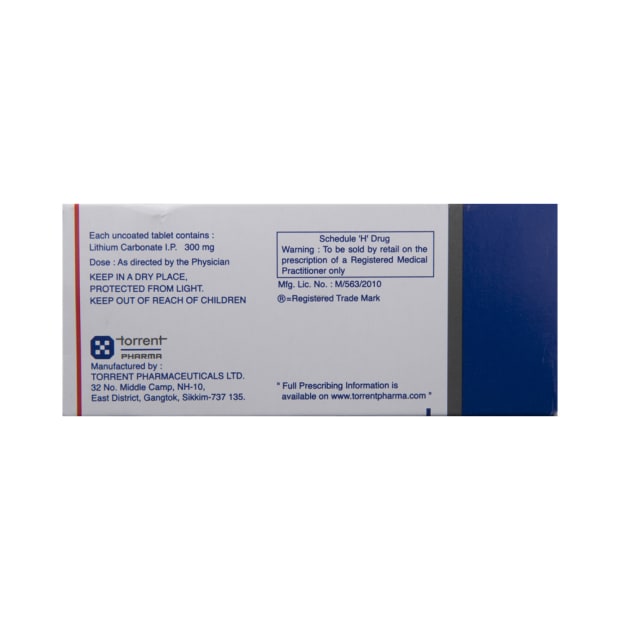 Each uncoated tablet contains :
Lithium Carbonate I.P. 300 mg
Dose : As directed by the Physician
KEEP IN A DRY PLACE,
PROTECTED FROM LIGHT.
KEEP OUT OF REACH OF CHILDREN
torrent
PHARMA
Manufactured by :
TORRENT PHARMACEUTICALS LTD.
32 No. Middle Camp, NH-10,
East District, Gangtok, Sikkim-737 135.
Schedule 'H' Drug
Warning : To be sold by retail on the
prescription of a Registered Medical
Practitioner only
Mfg. Lic. No. : M/563/2010
®=Registered Trade Mark
" Full Prescribing Information is
available on www.torrentpharma.com "